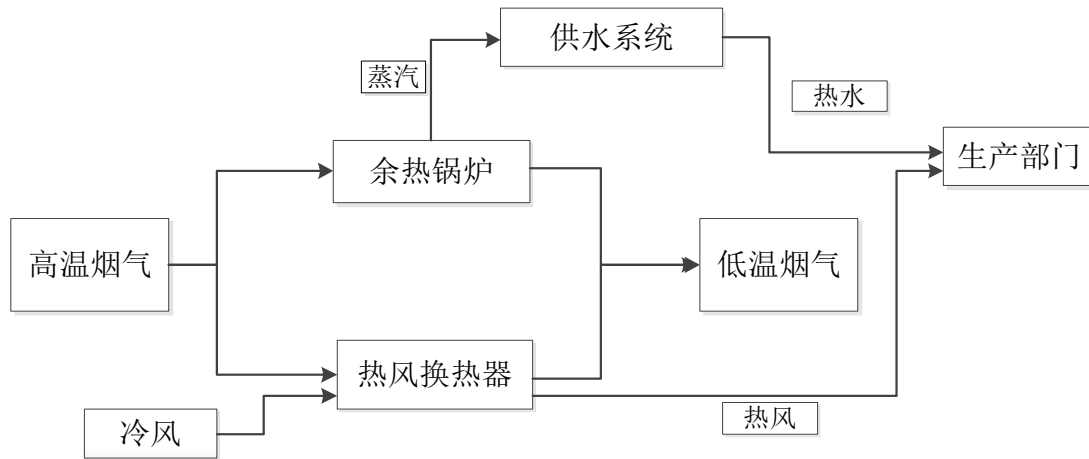 供水系统
蒸汽
热水
生产部门
余热锅炉
高温烟气
低温烟气
热风换热器
冷风
热风